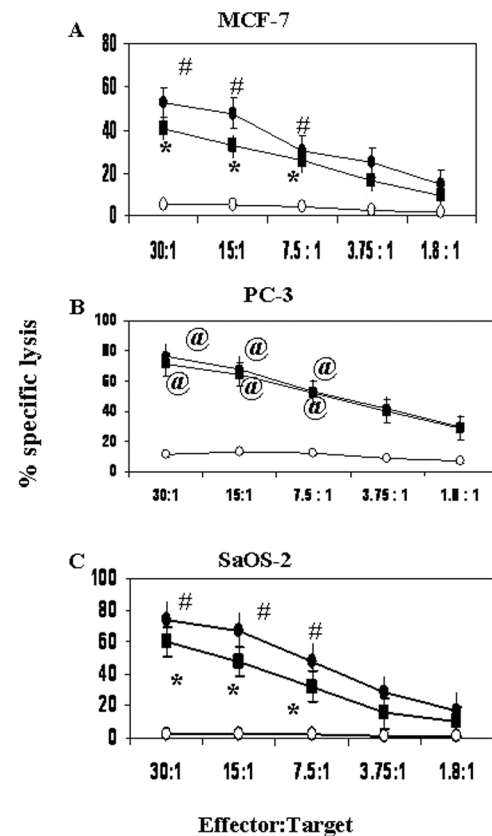 A
MCF-7
80
#
60
#
#
40
*
*
*
20
0
30:1 15:1 7.5 : 1 3.75 : 1 1.8 : 1
B
PC-3
100
80
@ @ @
60
@ @ @
40
20
0
30:1 15:1 7.5 : 1 3.75 : 1 1.8 : 1
% specific lysis
C
SaOS-2
100
# # #
80
60
* * *
40
20
0
30:1 15:1 7.5:1 3.75:1 1.8:1
Effector:Target